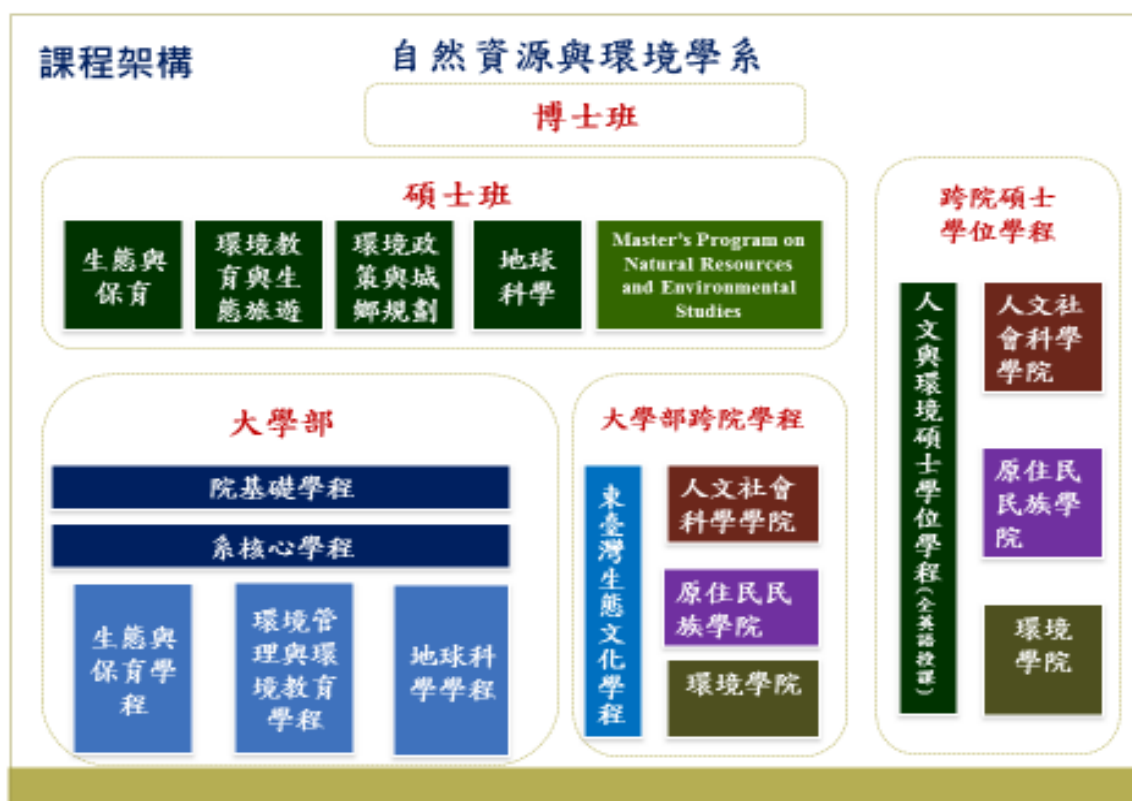 課程架構
自然資源與環境學系
博士班
碩士班
生態與
保育
環境教
育與生
態旅遊
環境政
策與城
鄉規劃
地球
科學
Master's Program on
Natural Resources
and Environmental
Studies
跨院碩士
學位學程
人文與環境碩士學位學程(全英語授課)
人文社
會科學
學院
原住民
民族學
院
環境
學院
大學部
院基礎學程
系核心學程
生態與
保育學
程
環境管
理與環
境教育
學程
地球科
學學程
大學部跨院學程
東臺灣生態文化學程
人文社會
科學學院
原住民民
族學院
環境學院